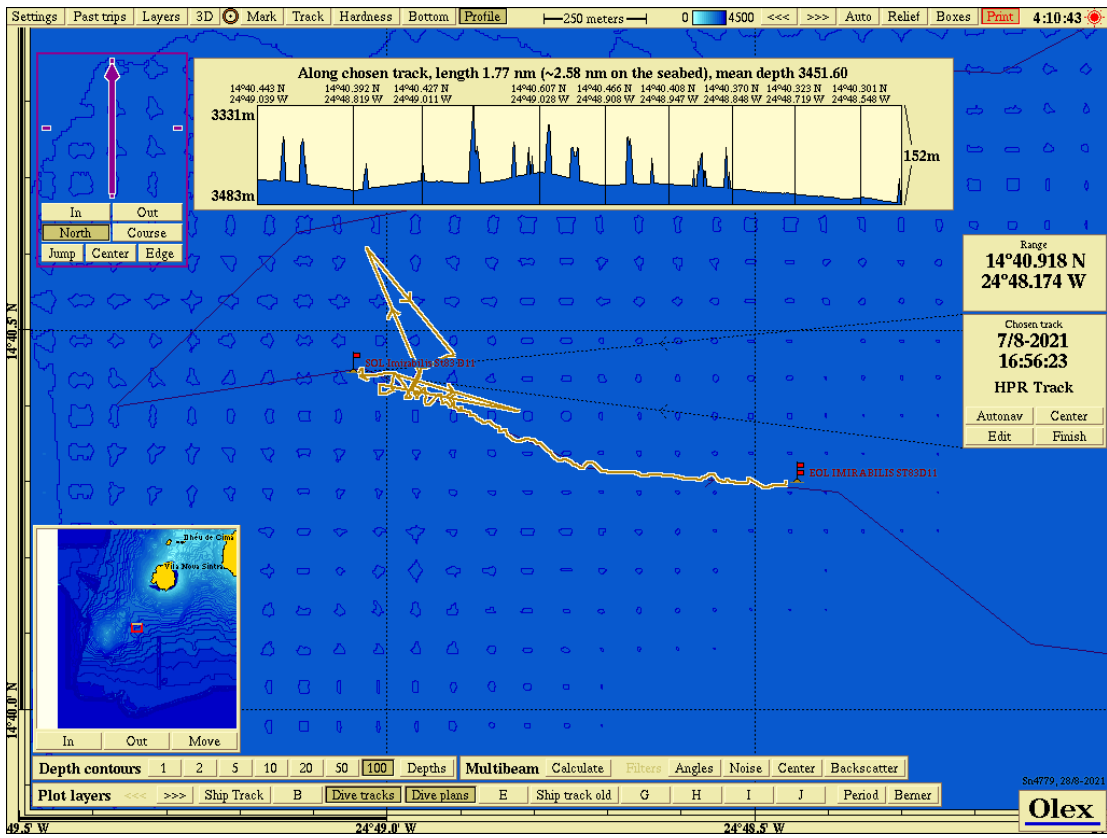 Settings Past trips Layers 3D Mark Track Hardness Bottom Profile 250 meters 0 4500 <<< >>> Auto Relief Boxes Print 4:10:43
Along chosen track, length 1.77 nm (~2.58 nm on the seabed), mean depth 3451.60
14°40.443 N 14°40.392 N 14°40.427 N 14°40.466 N 14°40.408 N 14°40.370 N 14°40.323 N 14°40.301 N
24°49.039 W 24°48.819 W 24°49.011 W 24°49.028 W 24°48.908 W 24°48.947 W 24°48.848 W 24°48.719 W 24°48.548 W
3331m
152m
3483m
In Out
North Course
Jump Center Edge
Range
14°40.918 N
24°48.174 W
14°40.5' N
Chosen track
7/8-2021
16:56:23
HPR Track
Autonav Center
Edit Finish
SOL Imirabilis St89 D11
EOL IMIRABILIS ST89D11
Ilhéu de Cima
Vila Nova Sintra
14°40.0' N
In Out Move
Depth contours 1 2 5 10 20 50 100 Depths Multibeam Calculate Filters Angles Noise Center Backscatter
Sn4779, 28/8-2021
Plot layers <<< >>> Ship Track B Dive tracks Dive plans E Ship track old G H I J Period Berner
Olex
49.5' W 24°49.0' W 24°48.5' W